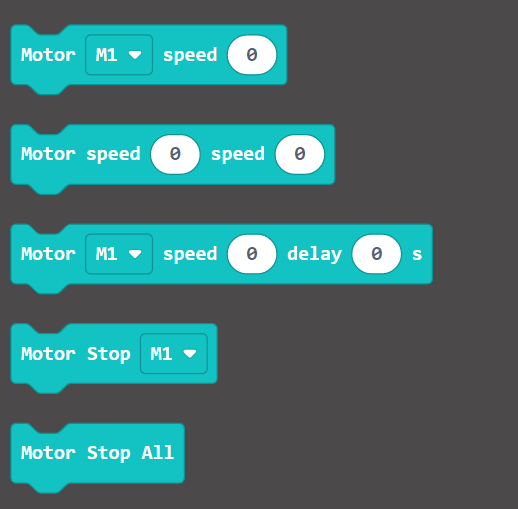 Motor M1 speed 0
Motor speed 0 speed 0
Motor M1 speed 0 delay 0 s
Motor Stop M1
Motor Stop All